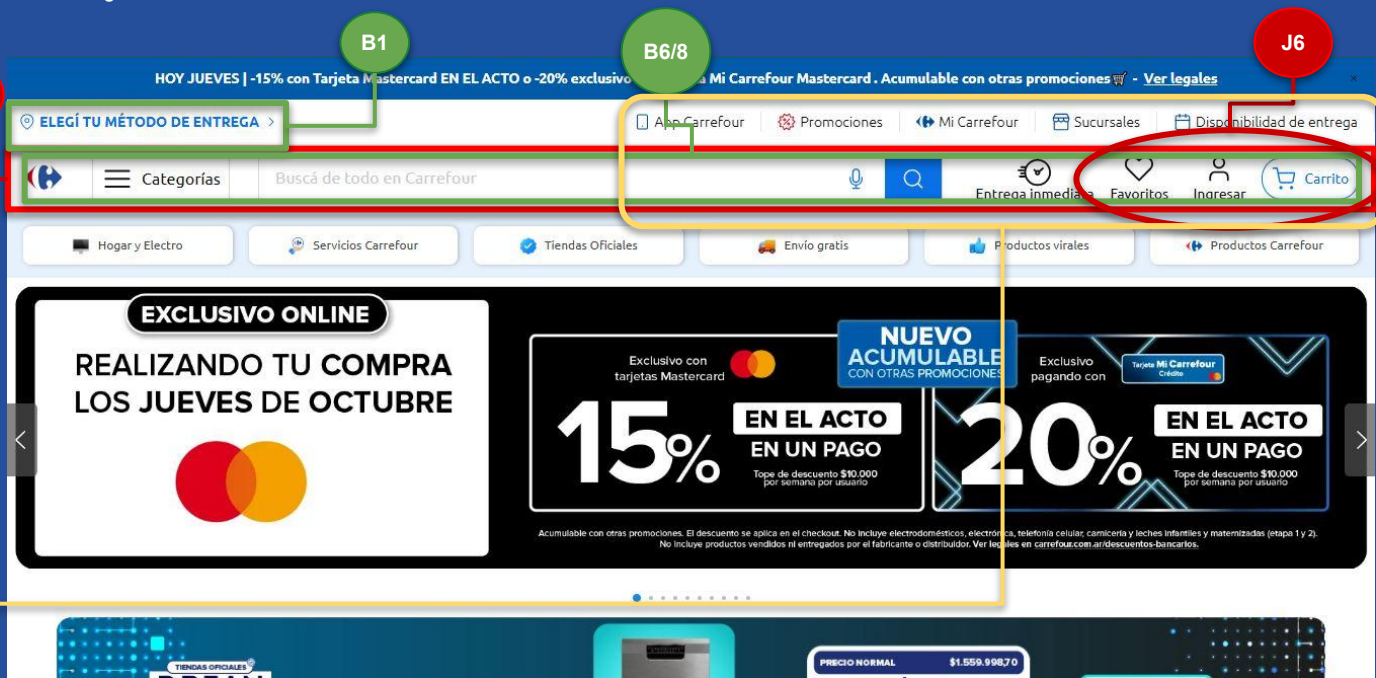 B1
B6/8
J6
HOY JUEVES | -15% con Tarjeta Mastercard EN EL ACTO o -20% exclusivo Mi Carrefour Mastercard . Acumulable con otras promociones - Ver legales ×
ELEGÍ TU MÉTODO DE ENTREGA >
App Carrefour
Promociones
Mi Carrefour
Sucursales
Disponibilidad de entrega
Categorías
Buscá de todo en Carrefour
Entrega inmediata
Favoritos
Ingresar
Carrito
Hogar y Electro
Servicios Carrefour
Tiendas Oficiales
Envío gratis
Productos virales
Productos Carrefour
EXCLUSIVO ONLINE
REALIZANDO TU COMPRA
LOS JUEVES DE OCTUBRE
Exclusivo con
tarjetas Mastercard
15%
EN EL ACTO
EN UN PAGO
Tope de descuento $10.000
por semana por usuario
NUEVO
ACUMULABLE
CON OTRAS PROMOCIONES
Exclusivo
pagando con
Tarjeta Mi Carrefour
Crédito
20%
EN EL ACTO
EN UN PAGO
Tope de descuento $10.000
por semana por usuario
Acumulable con otras promociones. El descuento se aplica en el checkout. No incluye electrodomésticos, electrónica, telefonía celular, carnicería y leches infantiles y maternizadas (etapa 1 y 2).
No incluye productos vendidos ni entregados por el fabricante o distribuidor. Ver legales en carrefour.com.ar/descuentos-bancarios.
TIENDAS OFICIALES
DREAN
PRECIO NORMAL $1.559.998,70